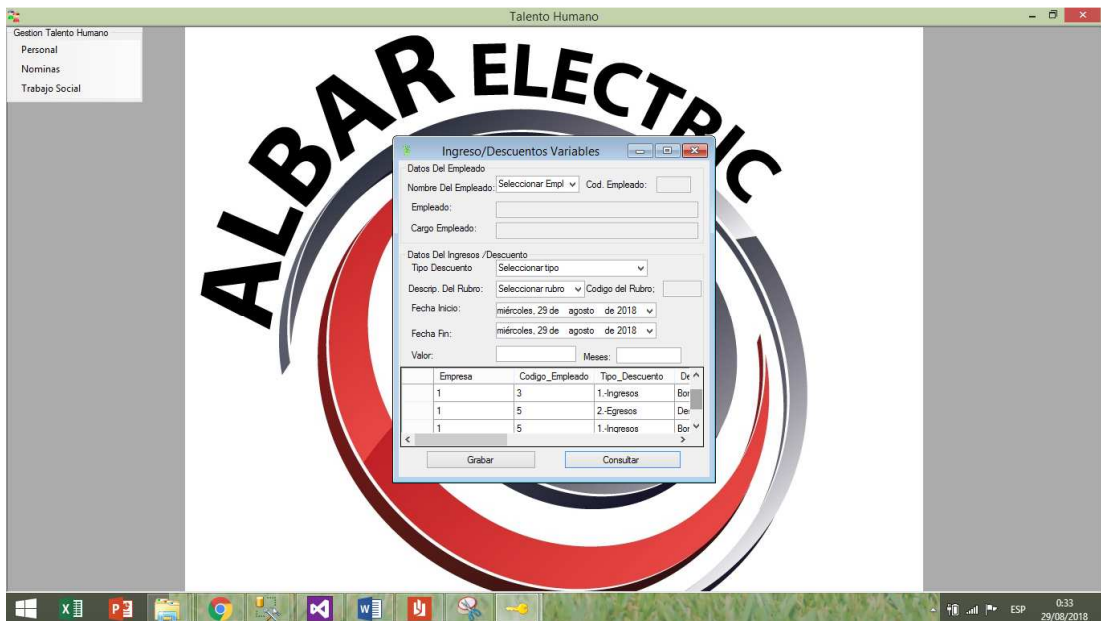 Talento Humano
Gestion Talento Humano
Personal
Nominas
Trabajo Social
ALBAR ELECTRIC
Ingreso/Descuentos Variables
Datos Del Empleado
Nombre Del Empleado: Seleccionar Empl Cod. Empleado:
Empleado:
Cargo Empleado:
Datos Del Ingresos /Descuento
Tipo Descuento Seleccionar tipo
Descrip. Del Rubro: Seleccionar rubro Codigo del Rubro;
Fecha Inicio: miércoles, 29 de agosto de 2018
Fecha Fin: miércoles, 29 de agosto de 2018
Valor: Meses:
Empresa Codigo_Empleado Tipo_Descuento De
1 3 1.-Ingresos Bon
1 5 2.-Egresos Des
1 5 1.-Ingresos Bon
Grabar Consultar
ESP 0:33
29/08/2018